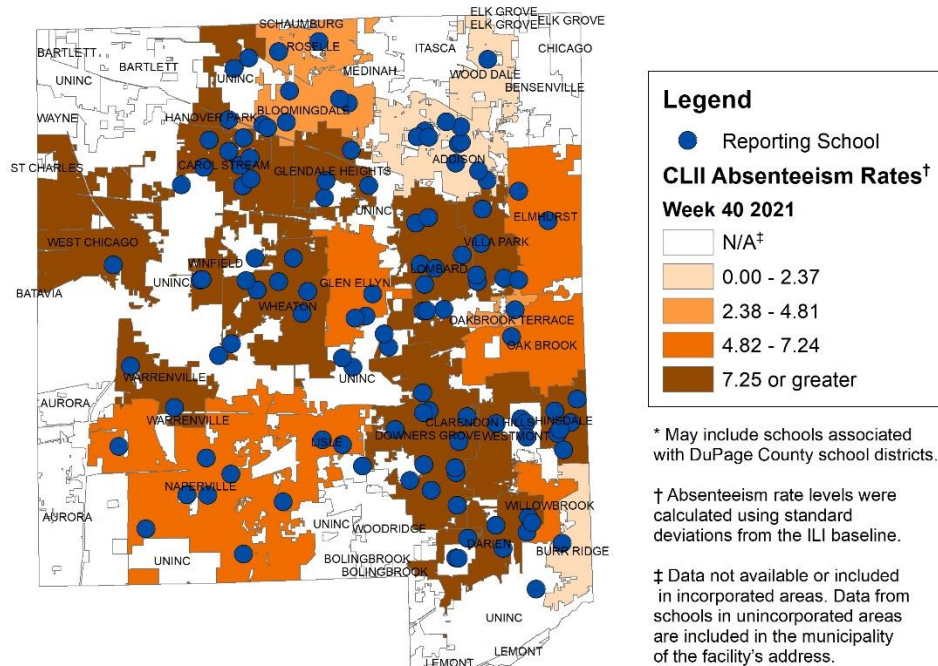 ELK GROVE
SCHAUMBURG
ELK GROVE
ELK GROVE
ROSELLE
ITASCA
CHICAGO
BARTLETT
BARTLETT
MEDINAH
UNINC
UNINC
WOOD DALE
BENSENVILLE
WAYNE
HANOVER PARK
BLOOMINGDALE
ST CHARLES
CAROL STREAM
GLENDALE HEIGHTS
ADDISON
UNINC
ELMHURST
WEST CHICAGO
VILLA PARK
WINFIELD
LOMBARD
BATAVIA
UNINC
GLEN ELLYN
WHEATON
OAKBROOK TERRACE
OAK BROOK
WARRENVILLE
UNINC
AURORA
WARRENVILLE
CLARENDON HILLS
HINSDALE
LISLE
DOWNERS GROVE
WESTMONT
NAPERVILLE
WILLOWBROOK
AURORA
UNINC
WOODRIDGE
DARIEN
BURR RIDGE
UNINC
BOLINGBROOK
BOLINGBROOK
UNINC
LEMONT
LEMONT
Legend
Reporting School
CLII Absenteeism Rates†
Week 40 2021
N/A‡
0.00 - 2.37
2.38 - 4.81
4.82 - 7.24
7.25 or greater
* May include schools associated
with DuPage County school districts.
† Absenteeism rate levels were
calculated using standard
deviations from the ILI baseline.
‡ Data not available or included
in incorporated areas. Data from
schools in unincorporated areas
are included in the municipality
of the facility's address.